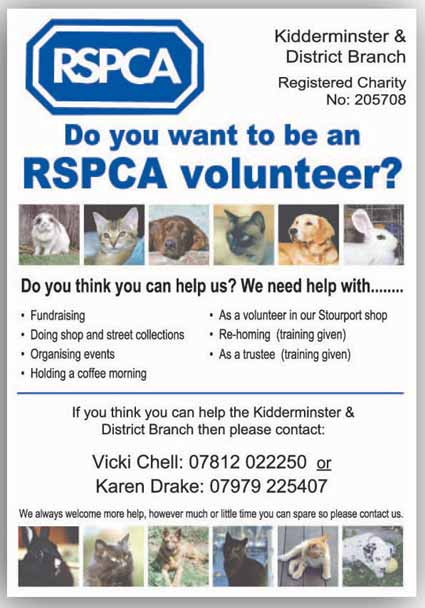 RSPCA
Kidderminster &
District Branch
Registered Charity
No: 205708
Do you want to be an
RSPCA volunteer?
Do you think you can help us? We need help with........
• Fundraising
• Doing shop and street collections
• Organising events
• Holding a coffee morning
• As a volunteer in our Stourport shop
• Re-homing (training given)
• As a trustee (training given)
If you think you can help the Kidderminster &
District Branch then please contact:
Vicki Chell: 07812 022250 or
Karen Drake: 07979 225407
We always welcome more help, however much or little time you can spare so please contact us.